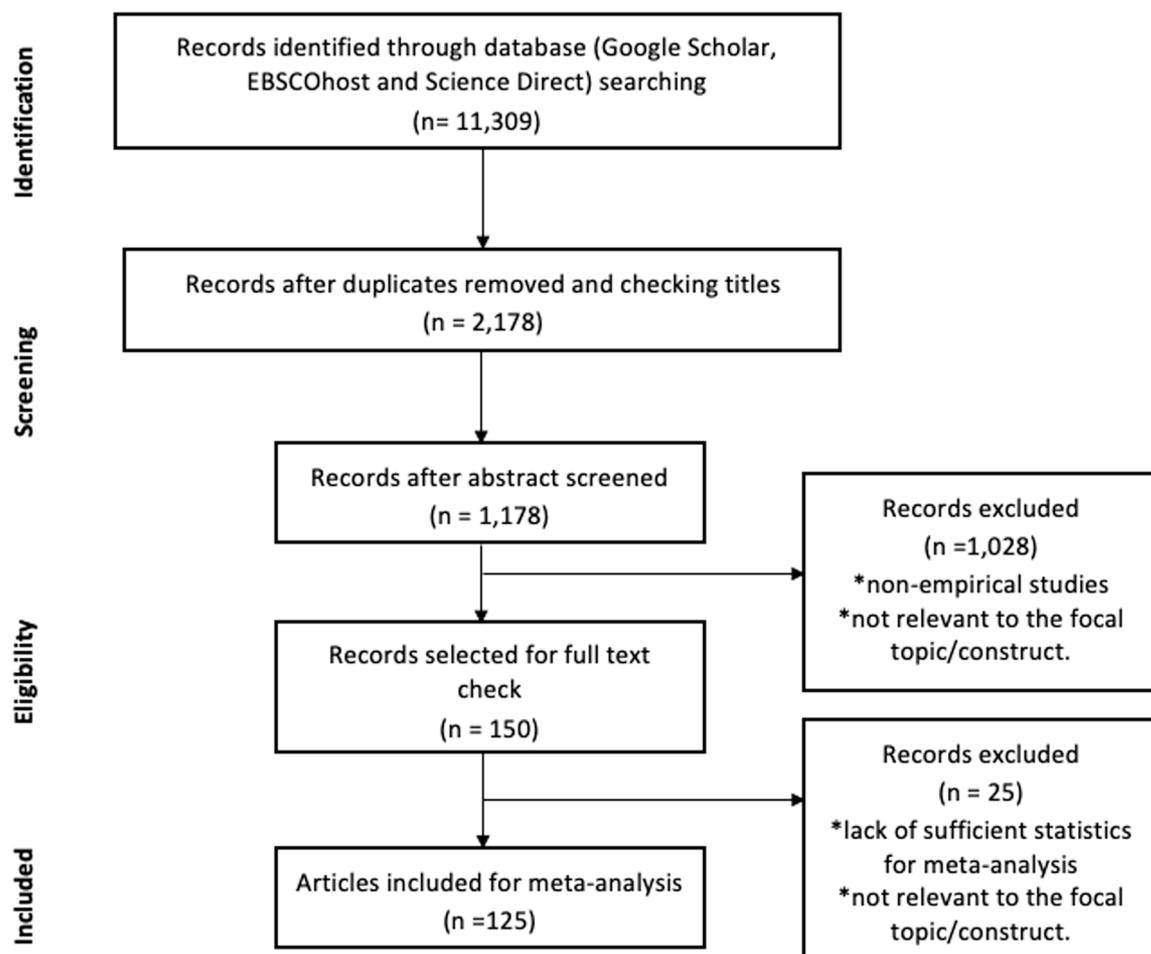 Identification
Records identified through database (Google Scholar,
EBSCOhost and Science Direct) searching
(n= 11,309)
Screening
Records after duplicates removed and checking titles
(n = 2,178)
Records after abstract screened
(n = 1,178)
Records excluded
(n =1,028)
*non-empirical studies
*not relevant to the focal
topic/construct.
Eligibility
Records selected for full text
check
(n = 150)
Records excluded
(n = 25)
*lack of sufficient statistics
for meta-analysis
*not relevant to the focal
topic/construct.
Included
Articles included for meta-analysis
(n =125)